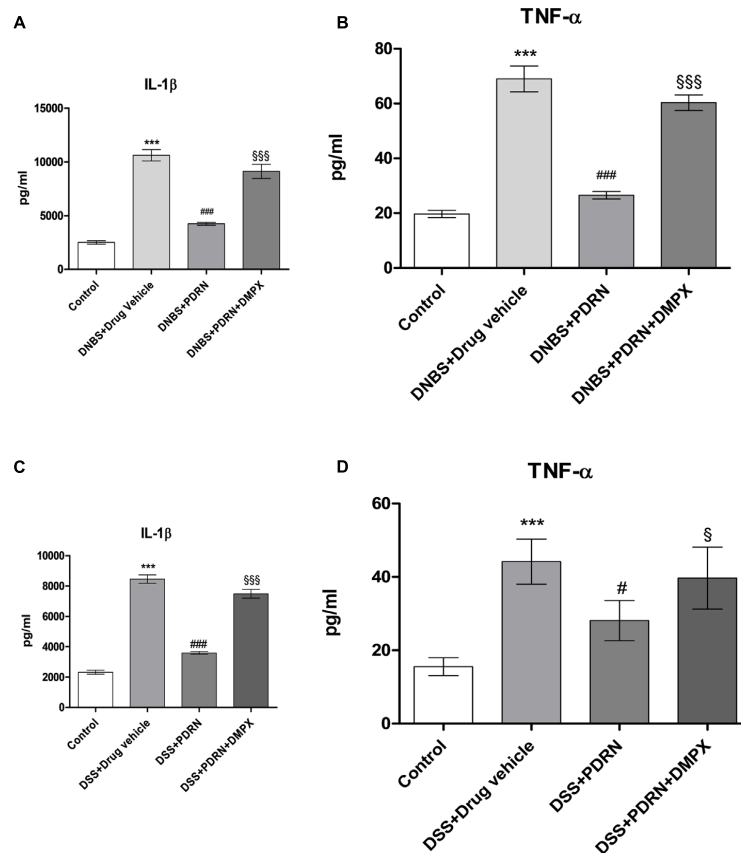 A
IL-1β
pg/ml
15000
10000
5000
0
***
###
§§§
Control
DNBS+Drug vehicle
DNBS+PDRN
DNBS+PDRN+DMPX
B
TNF-α
pg/ml
80
60
40
20
0
***
###
§§§
Control
DNBS+Drug vehicle
DNBS+PDRN
DNBS+PDRN+DMPX
C
IL-1β
pg/ml
10000
8000
6000
4000
2000
0
***
###
§§§
Control
DSS+Drug vehicle
DSS+PDRN
DSS+PDRN+DMPX
D
TNF-α
pg/ml
60
40
20
0
***
#
§
Control
DSS+Drug vehicle
DSS+PDRN
DSS+PDRN+DMPX